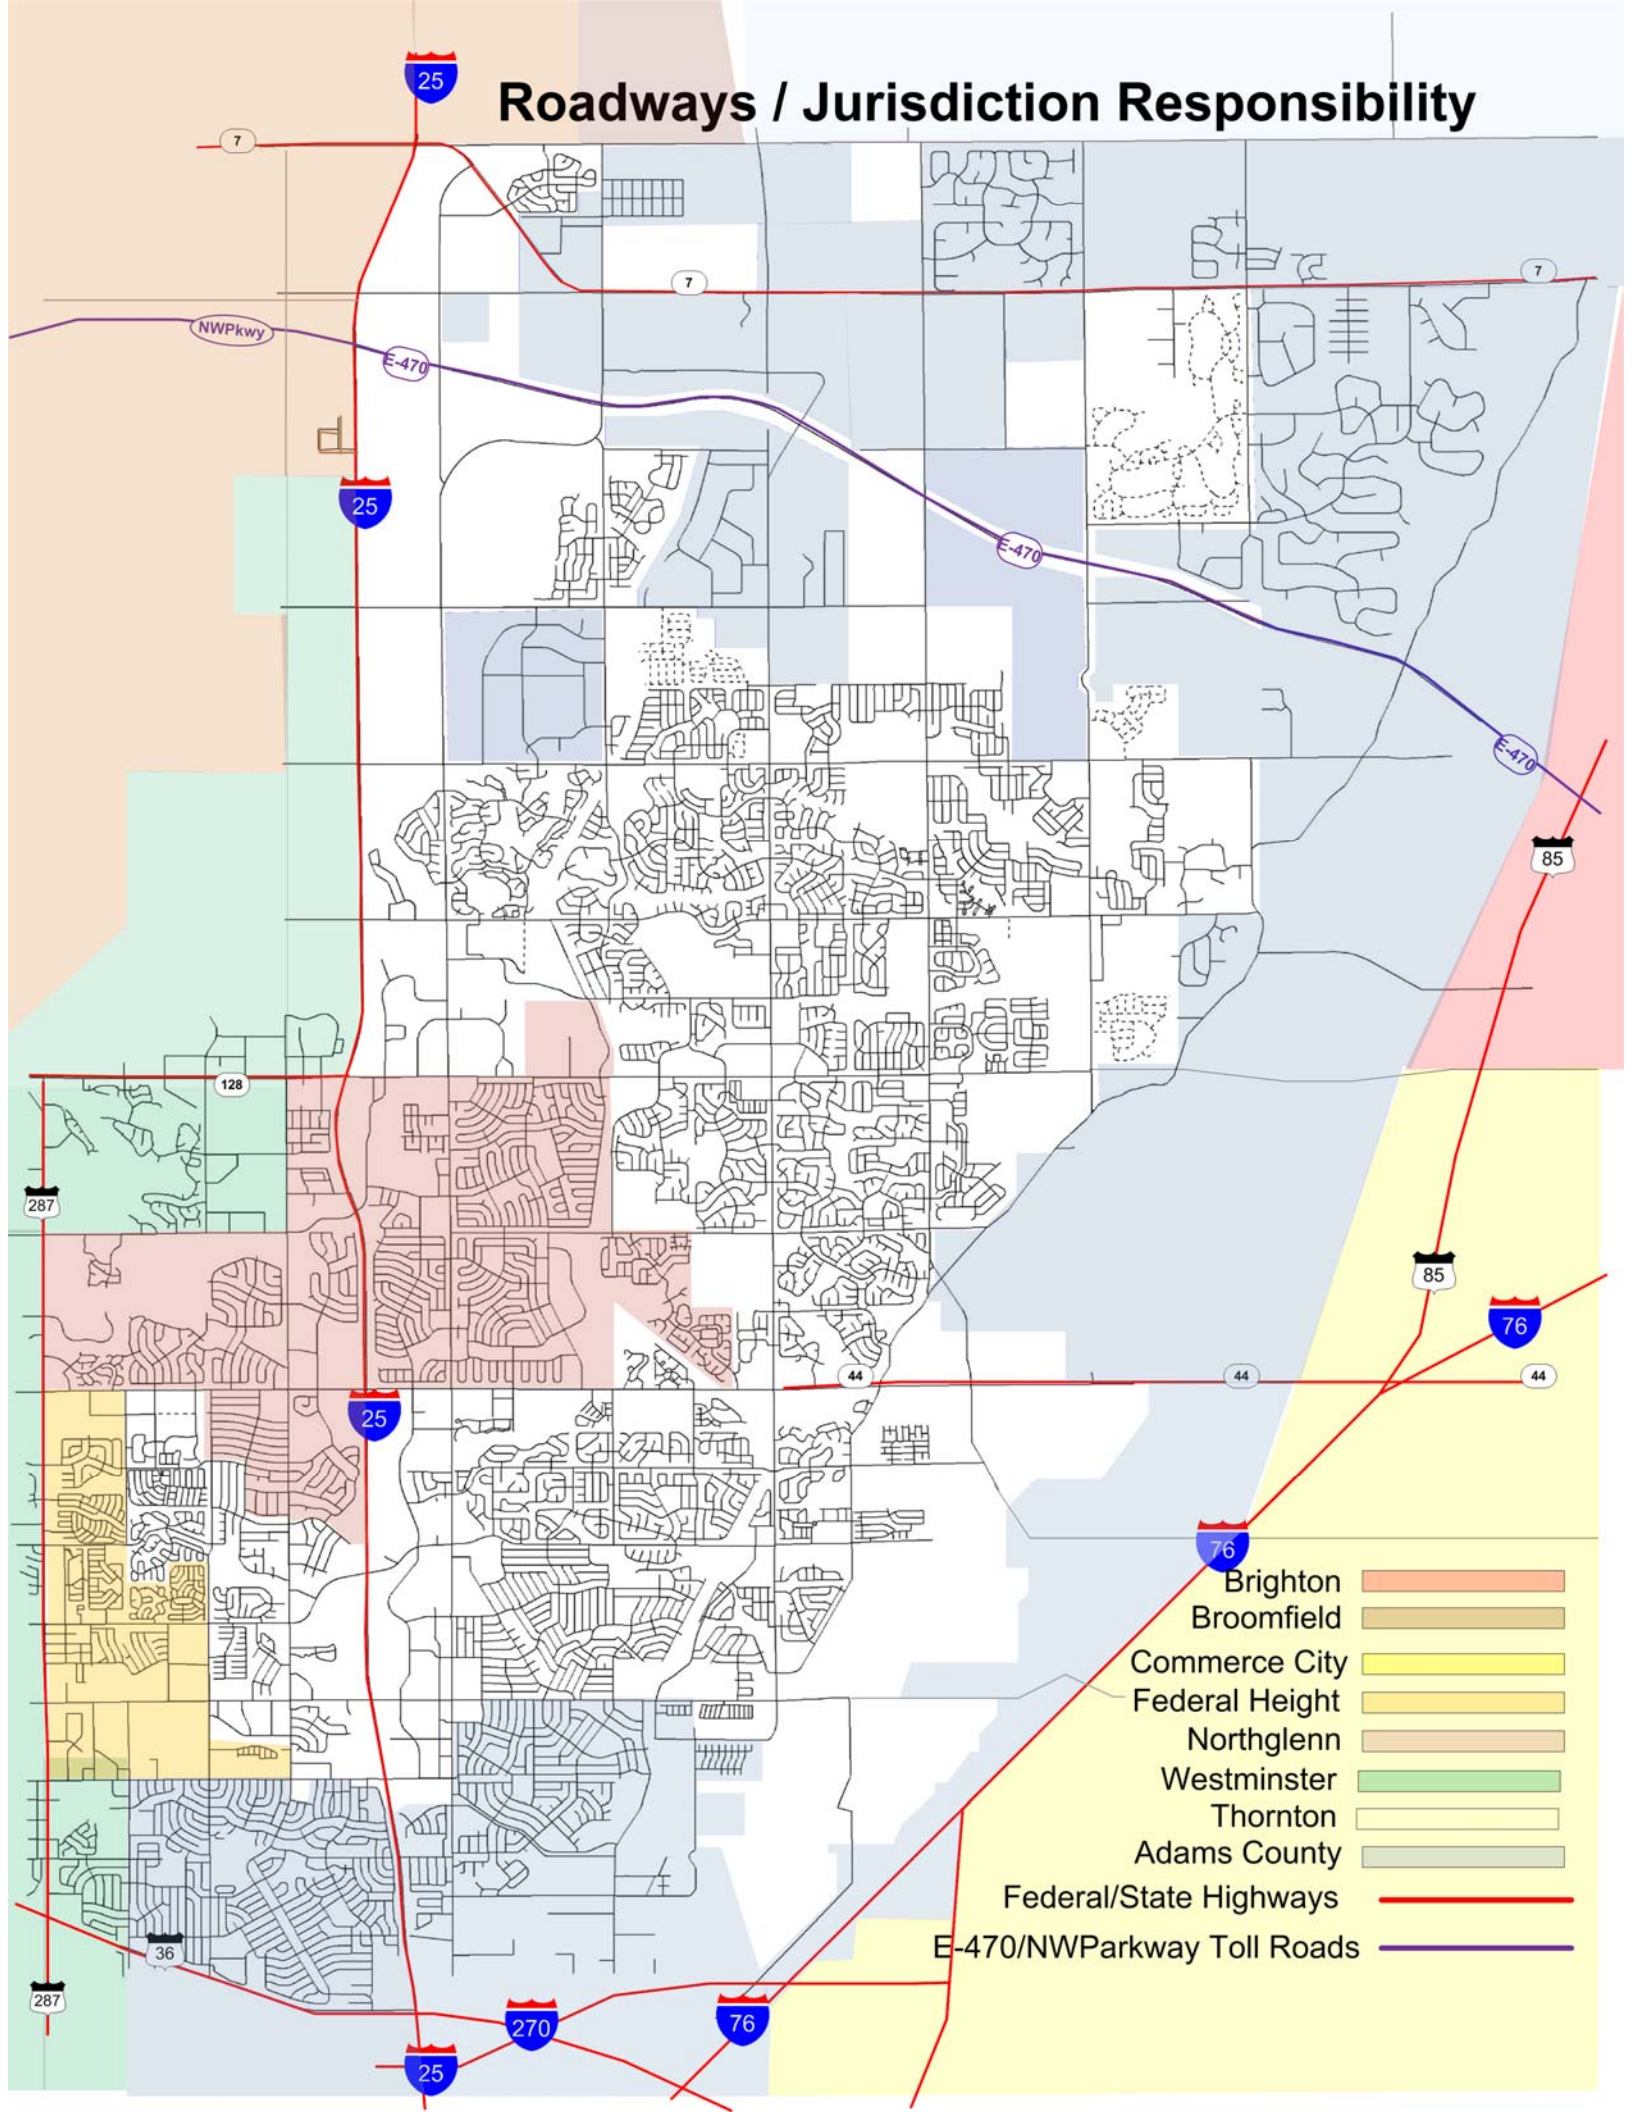 25
Roadways / Jurisdiction Responsibility
7
7
7
NWPkwy
E-470
25
E-470
E-470
85
128
287
85
76
44
44
44
25
76
Brighton
Broomfield
Commerce City
Federal Height
Northglenn
Westminster
Thornton
Adams County
Federal/State Highways
E-470/NWParkway Toll Roads
36
287
270
76
25